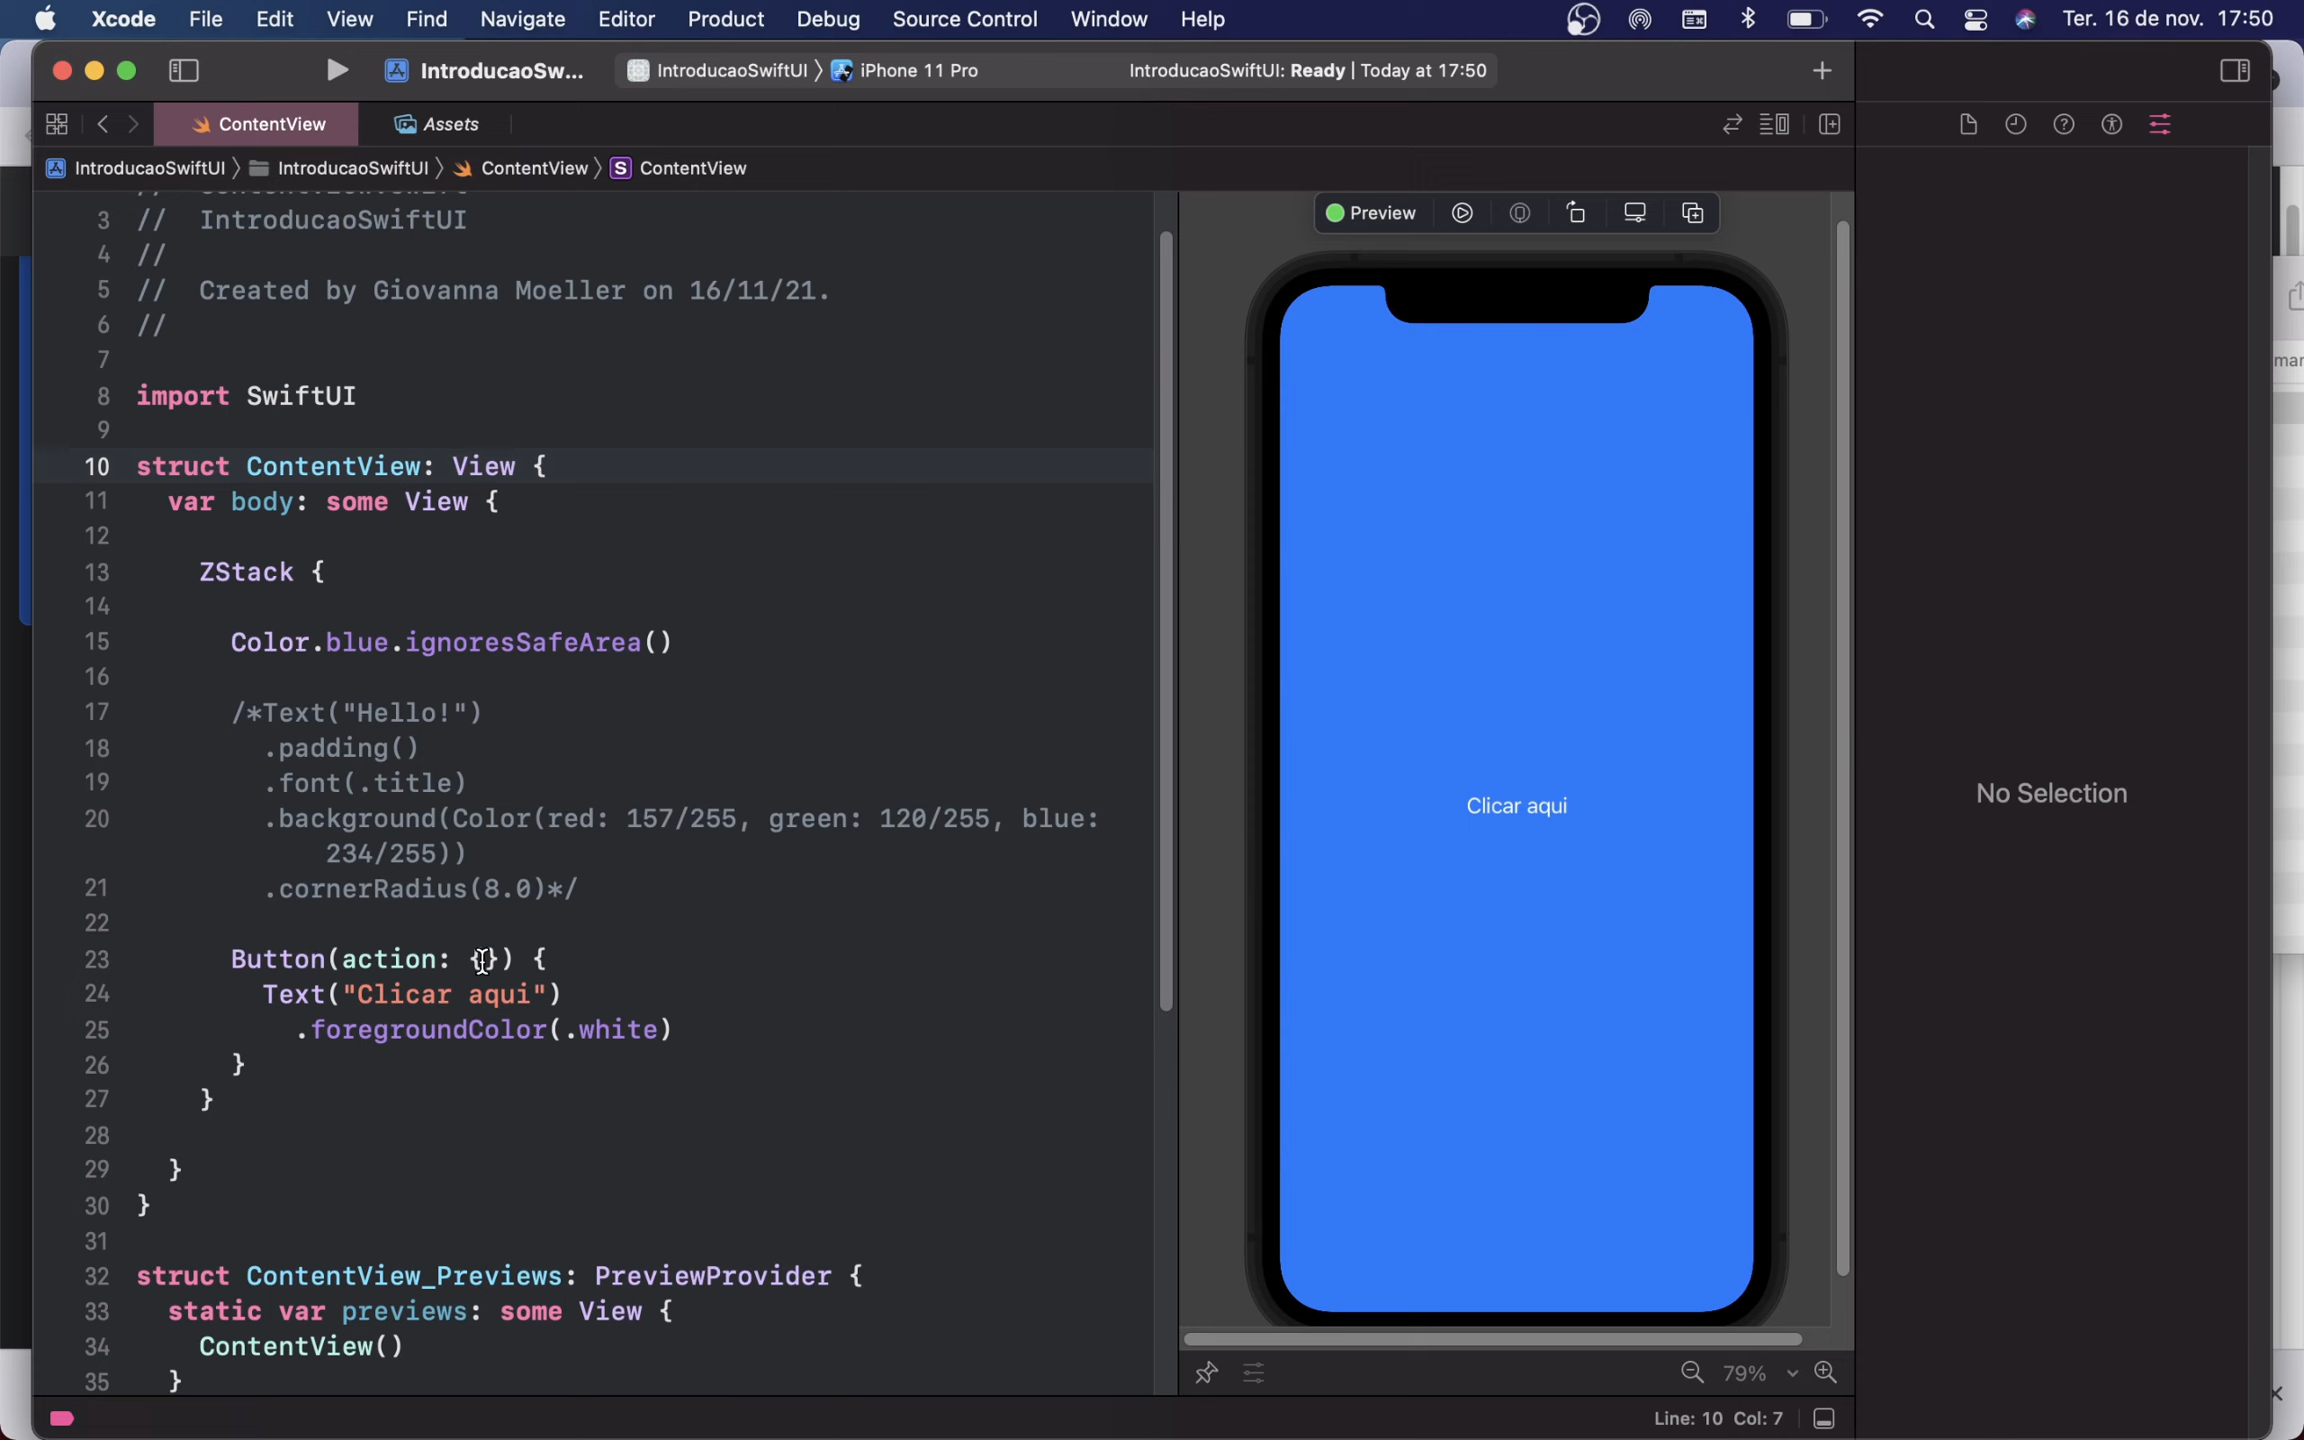 Xcode File Edit View Find Navigate Editor Product Debug Source Control Window Help Ter. 16 de nov. 17:50
IntroducaoSw... IntroducaoSwiftUI 〉 iPhone 11 Pro IntroducaoSwiftUI: Ready | Today at 17:50
ContentView Assets
IntroducaoSwiftUI 〉 IntroducaoSwiftUI 〉 ContentView 〉 S ContentView
3 // IntroducaoSwiftUI
4 //
5 // Created by Giovanna Moeller on 16/11/21.
6 //
7
8 import SwiftUI
9
10 struct ContentView: View {
11 var body: some View {
12
13 ZStack {
14
15 Color.blue.ignoresSafeArea()
16
17 /*Text("Hello!")
18 .padding()
19 .font(.title)
20 .background(Color(red: 157/255, green: 120/255, blue:
234/255))
21 .cornerRadius(8.0)*/
22
23 Button(action: {}) {
24 Text("Clicar aqui")
25 .foregroundColor(.white)
26 }
27 }
28
29 }
30 }
31
32 struct ContentView_Previews: PreviewProvider {
33 static var previews: some View {
34 ContentView()
35 }
Preview
Clicar aqui
79%
No Selection
Line: 10 Col: 7